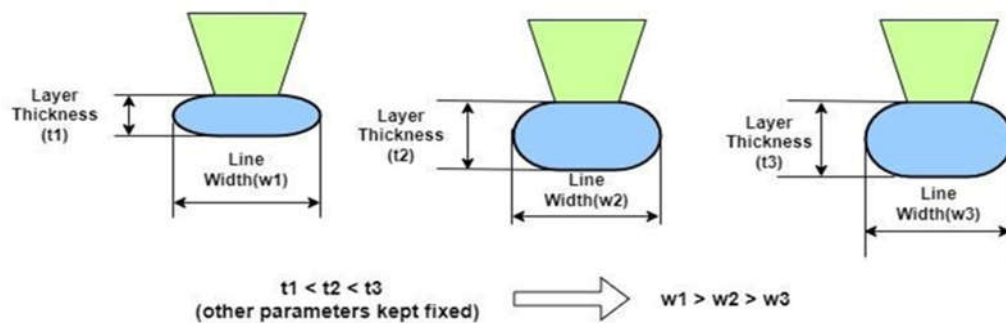 Layer
Thickness
(t1)
Line
Width(w1)
Layer
Thickness
(t2)
Line
Width(w2)
Layer
Thickness
(t3)
Line
Width(w3)
t1 < t2 < t3
(other parameters kept fixed)
w1 > w2 > w3